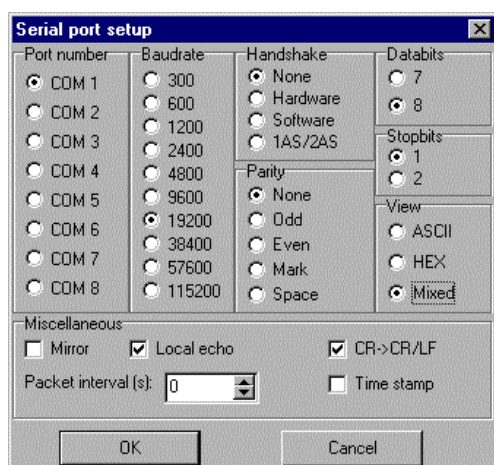 Serial port setup
Port number
COM 1
COM 2
COM 3
COM 4
COM 5
COM 6
COM 7
COM 8
Baudrate
300
600
1200
2400
4800
9600
19200
38400
57600
115200
Handshake
None
Hardware
Software
1AS/2AS
Parity
None
Odd
Even
Mark
Space
Databits
7
8
Stopbits
1
2
View
ASCII
HEX
Mixed
Miscellaneous
Mirror
Local echo
CR->CR/LF
Packet interval (s): 0
Time stamp
OK
Cancel